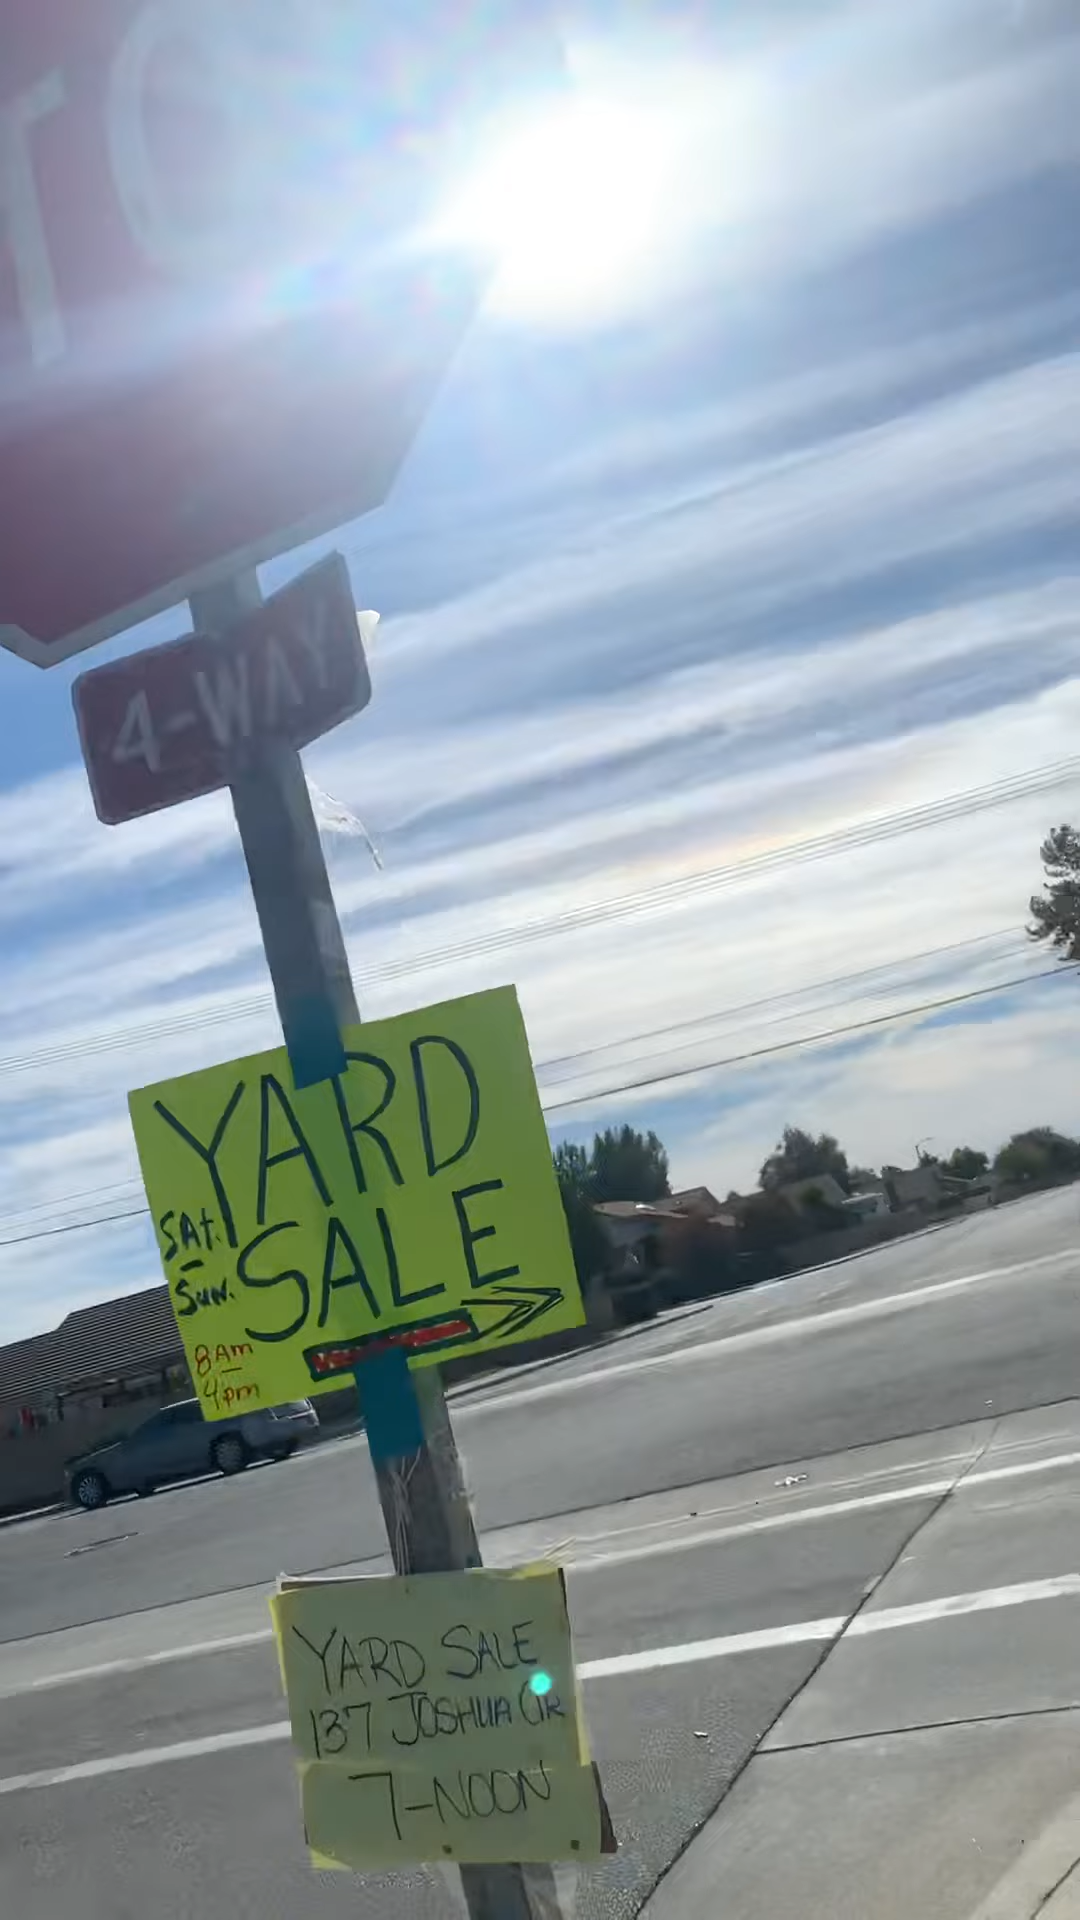 4-WAY
YARD
SAt.
-
Sun.
SALE
8Am
-
4pm
YARD SALE
137 JOSHUA CIR
7-NOON